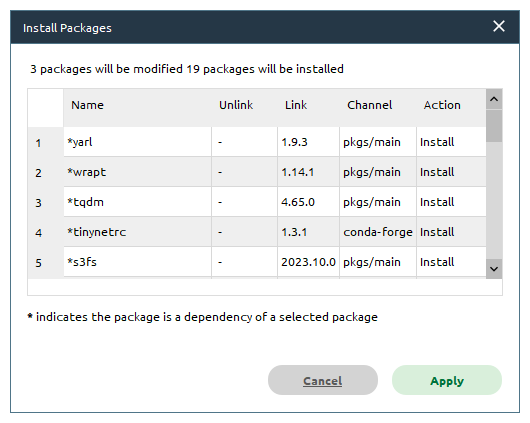 Install Packages
3 packages will be modified 19 packages will be installed
Name Unlink Link Channel Action
1 *yarl - 1.9.3 pkgs/main Install
2 *wrapt - 1.14.1 pkgs/main Install
3 *tqdm - 4.65.0 pkgs/main Install
4 *tinynetrc - 1.3.1 conda-forge Install
5 *s3fs - 2023.10.0 pkgs/main Install
* indicates the package is a dependency of a selected package
Cancel Apply